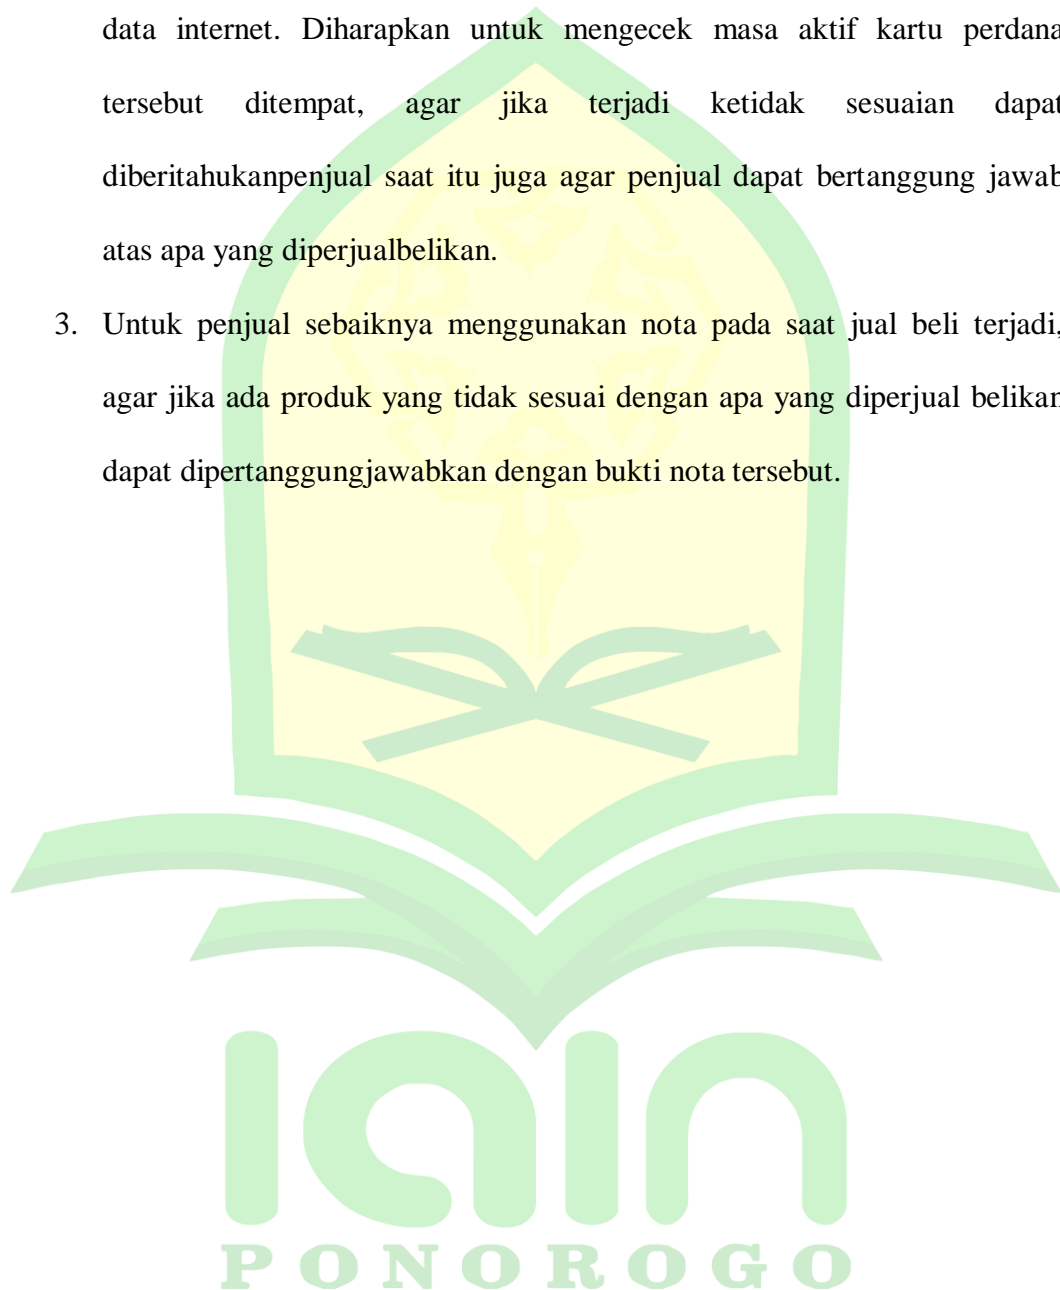 data internet. Diharapkan untuk mengecek masa aktif kartu perdana
tersebut ditempat, agar jika terjadi ketidak sesuaian dapat
diberitahukanpenjual saat itu juga agar penjual dapat bertanggung jawab
atas apa yang diperjualbelikan.
3. Untuk penjual sebaiknya menggunakan nota pada saat jual beli terjadi,
agar jika ada produk yang tidak sesuai dengan apa yang diperjual belikan
dapat dipertanggungjawabkan dengan bukti nota tersebut.
IAIN
PONOROGO